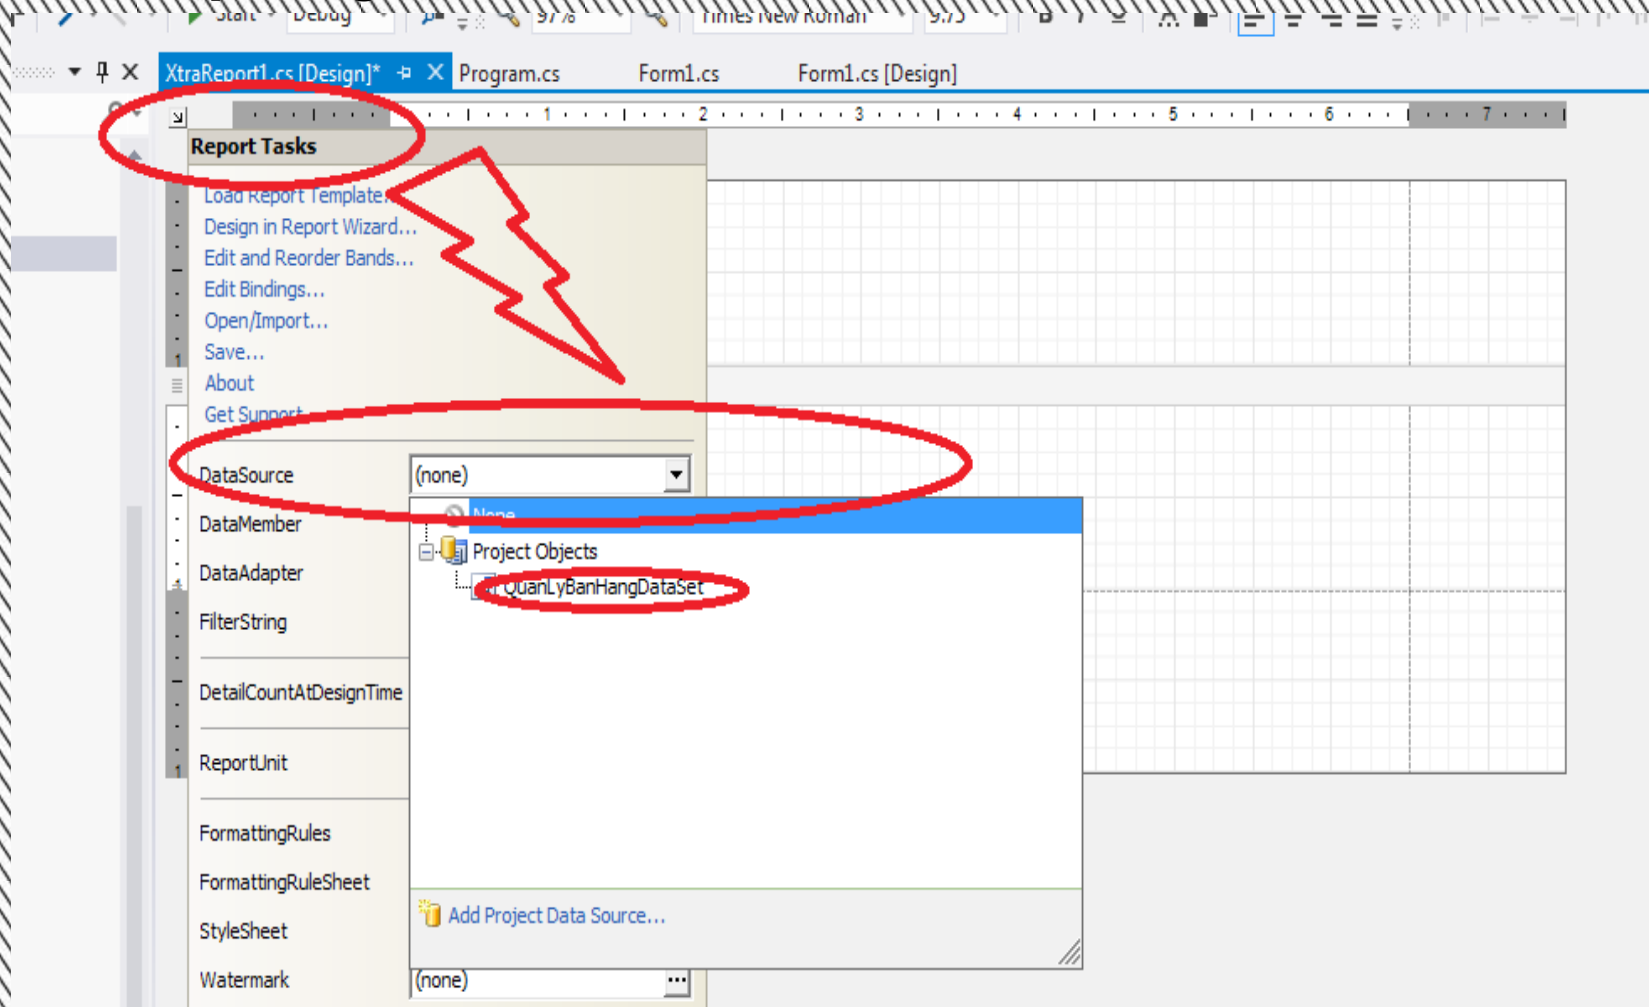 Start Debug 97% Times New Roman 9.75 B I U
XtraReport1.cs [Design]* Program.cs Form1.cs Form1.cs [Design]
1 2 3 4 5 6 7
Report Tasks
Load Report Template...
Design in Report Wizard...
Edit and Reorder Bands...
Edit Bindings...
Open/Import...
Save...
1
About
Get Support
DataSource (none)
None
DataMember
Project Objects
DataAdapter
QuanLyBanHangDataSet
FilterString
DetailCountAtDesignTime
ReportUnit
1
FormattingRules
FormattingRuleSheet
Add Project Data Source...
StyleSheet
Watermark (none) ...